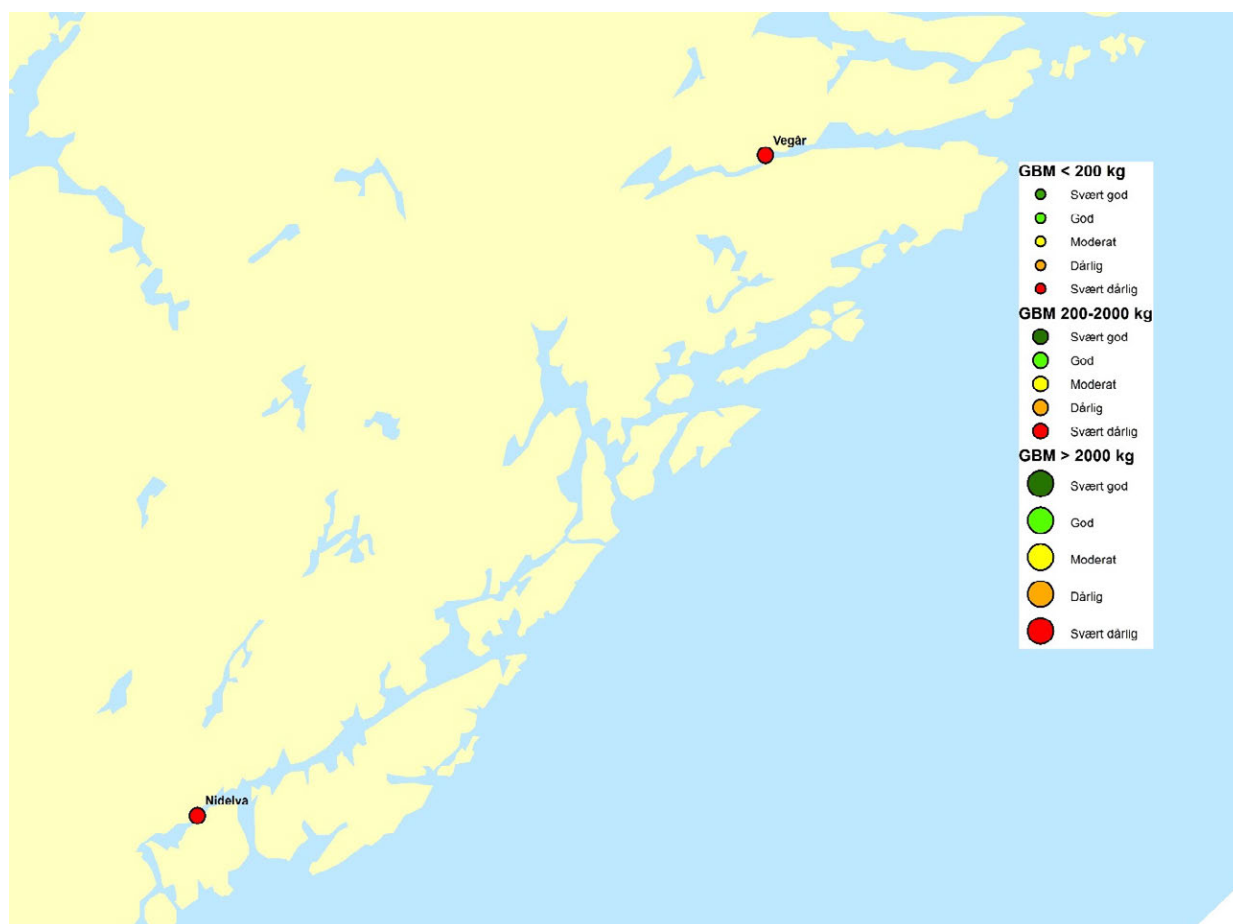 Vegår
GBM < 200 kg
Svært god
God
Moderat
Dårlig
Svært dårlig
GBM 200-2000 kg
Svært god
God
Moderat
Dårlig
Svært dårlig
GBM > 2000 kg
Svært god
God
Moderat
Dårlig
Svært dårlig
Nidelva